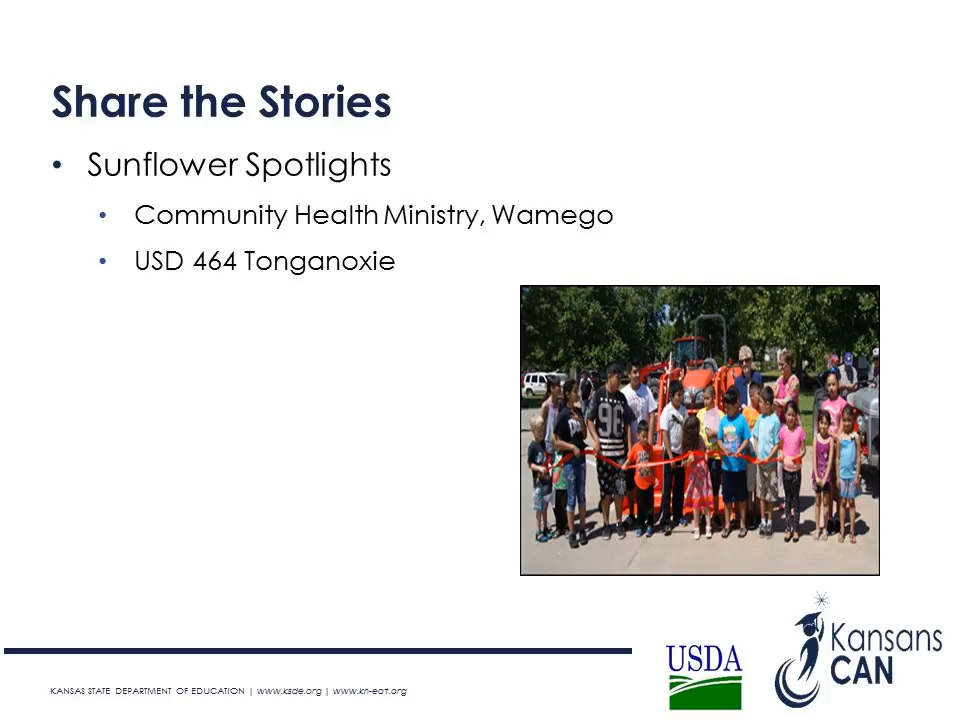 Share the Stories
• Sunflower Spotlights
• Community Health Ministry, Wamego
• USD 464 Tonganoxie
96
KANSAS STATE DEPARTMENT OF EDUCATION | www.ksde.org | www.kn-eat.org
USDA
Kansans
CAN